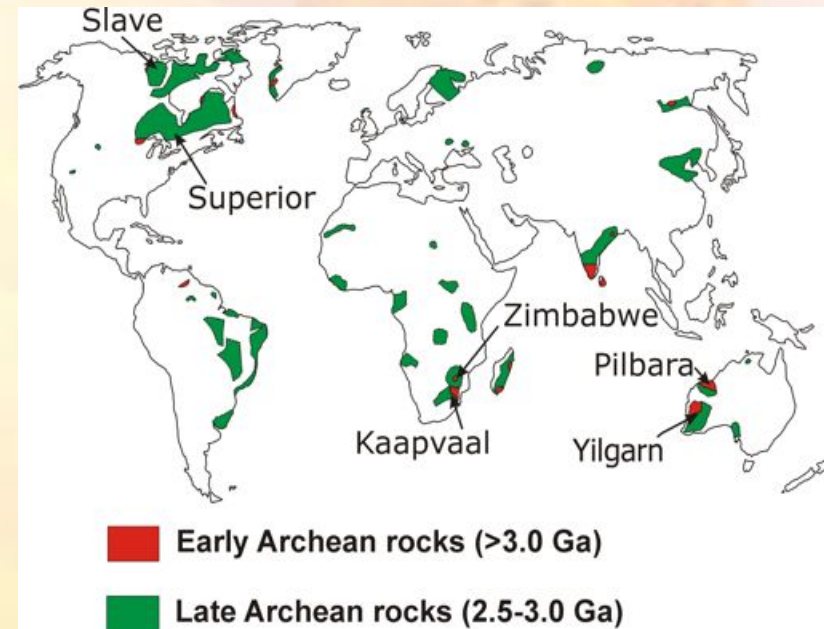 Slave
Superior
Zimbabwe
Pilbara
Kaapvaal
Yilgarn
Early Archean rocks (>3.0 Ga)
Late Archean rocks (2.5-3.0 Ga)